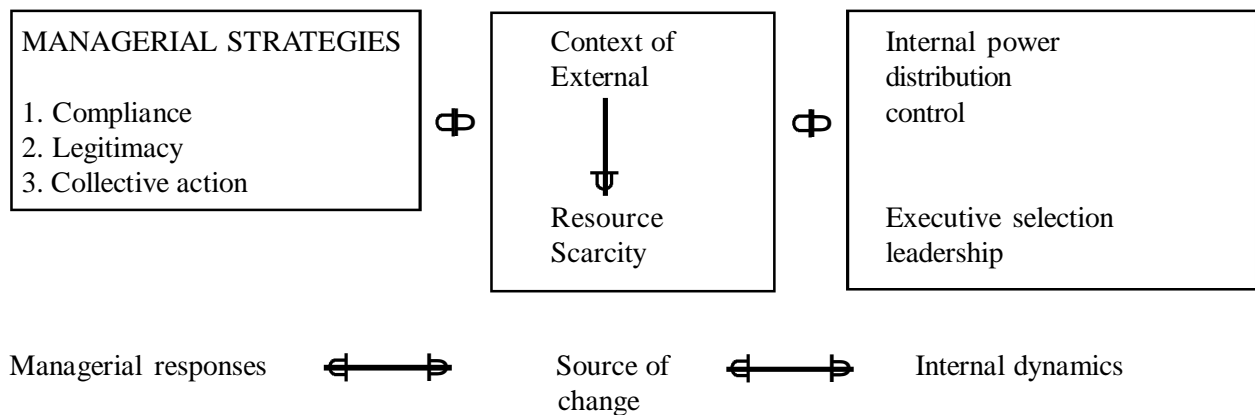 MANAGERIAL STRATEGIES
1. Compliance
2. Legitimacy
3. Collective action
Context of
External
Resource
Scarcity
Internal power
distribution
control
Executive selection
leadership
Managerial responses
Source of
change
Internal dynamics